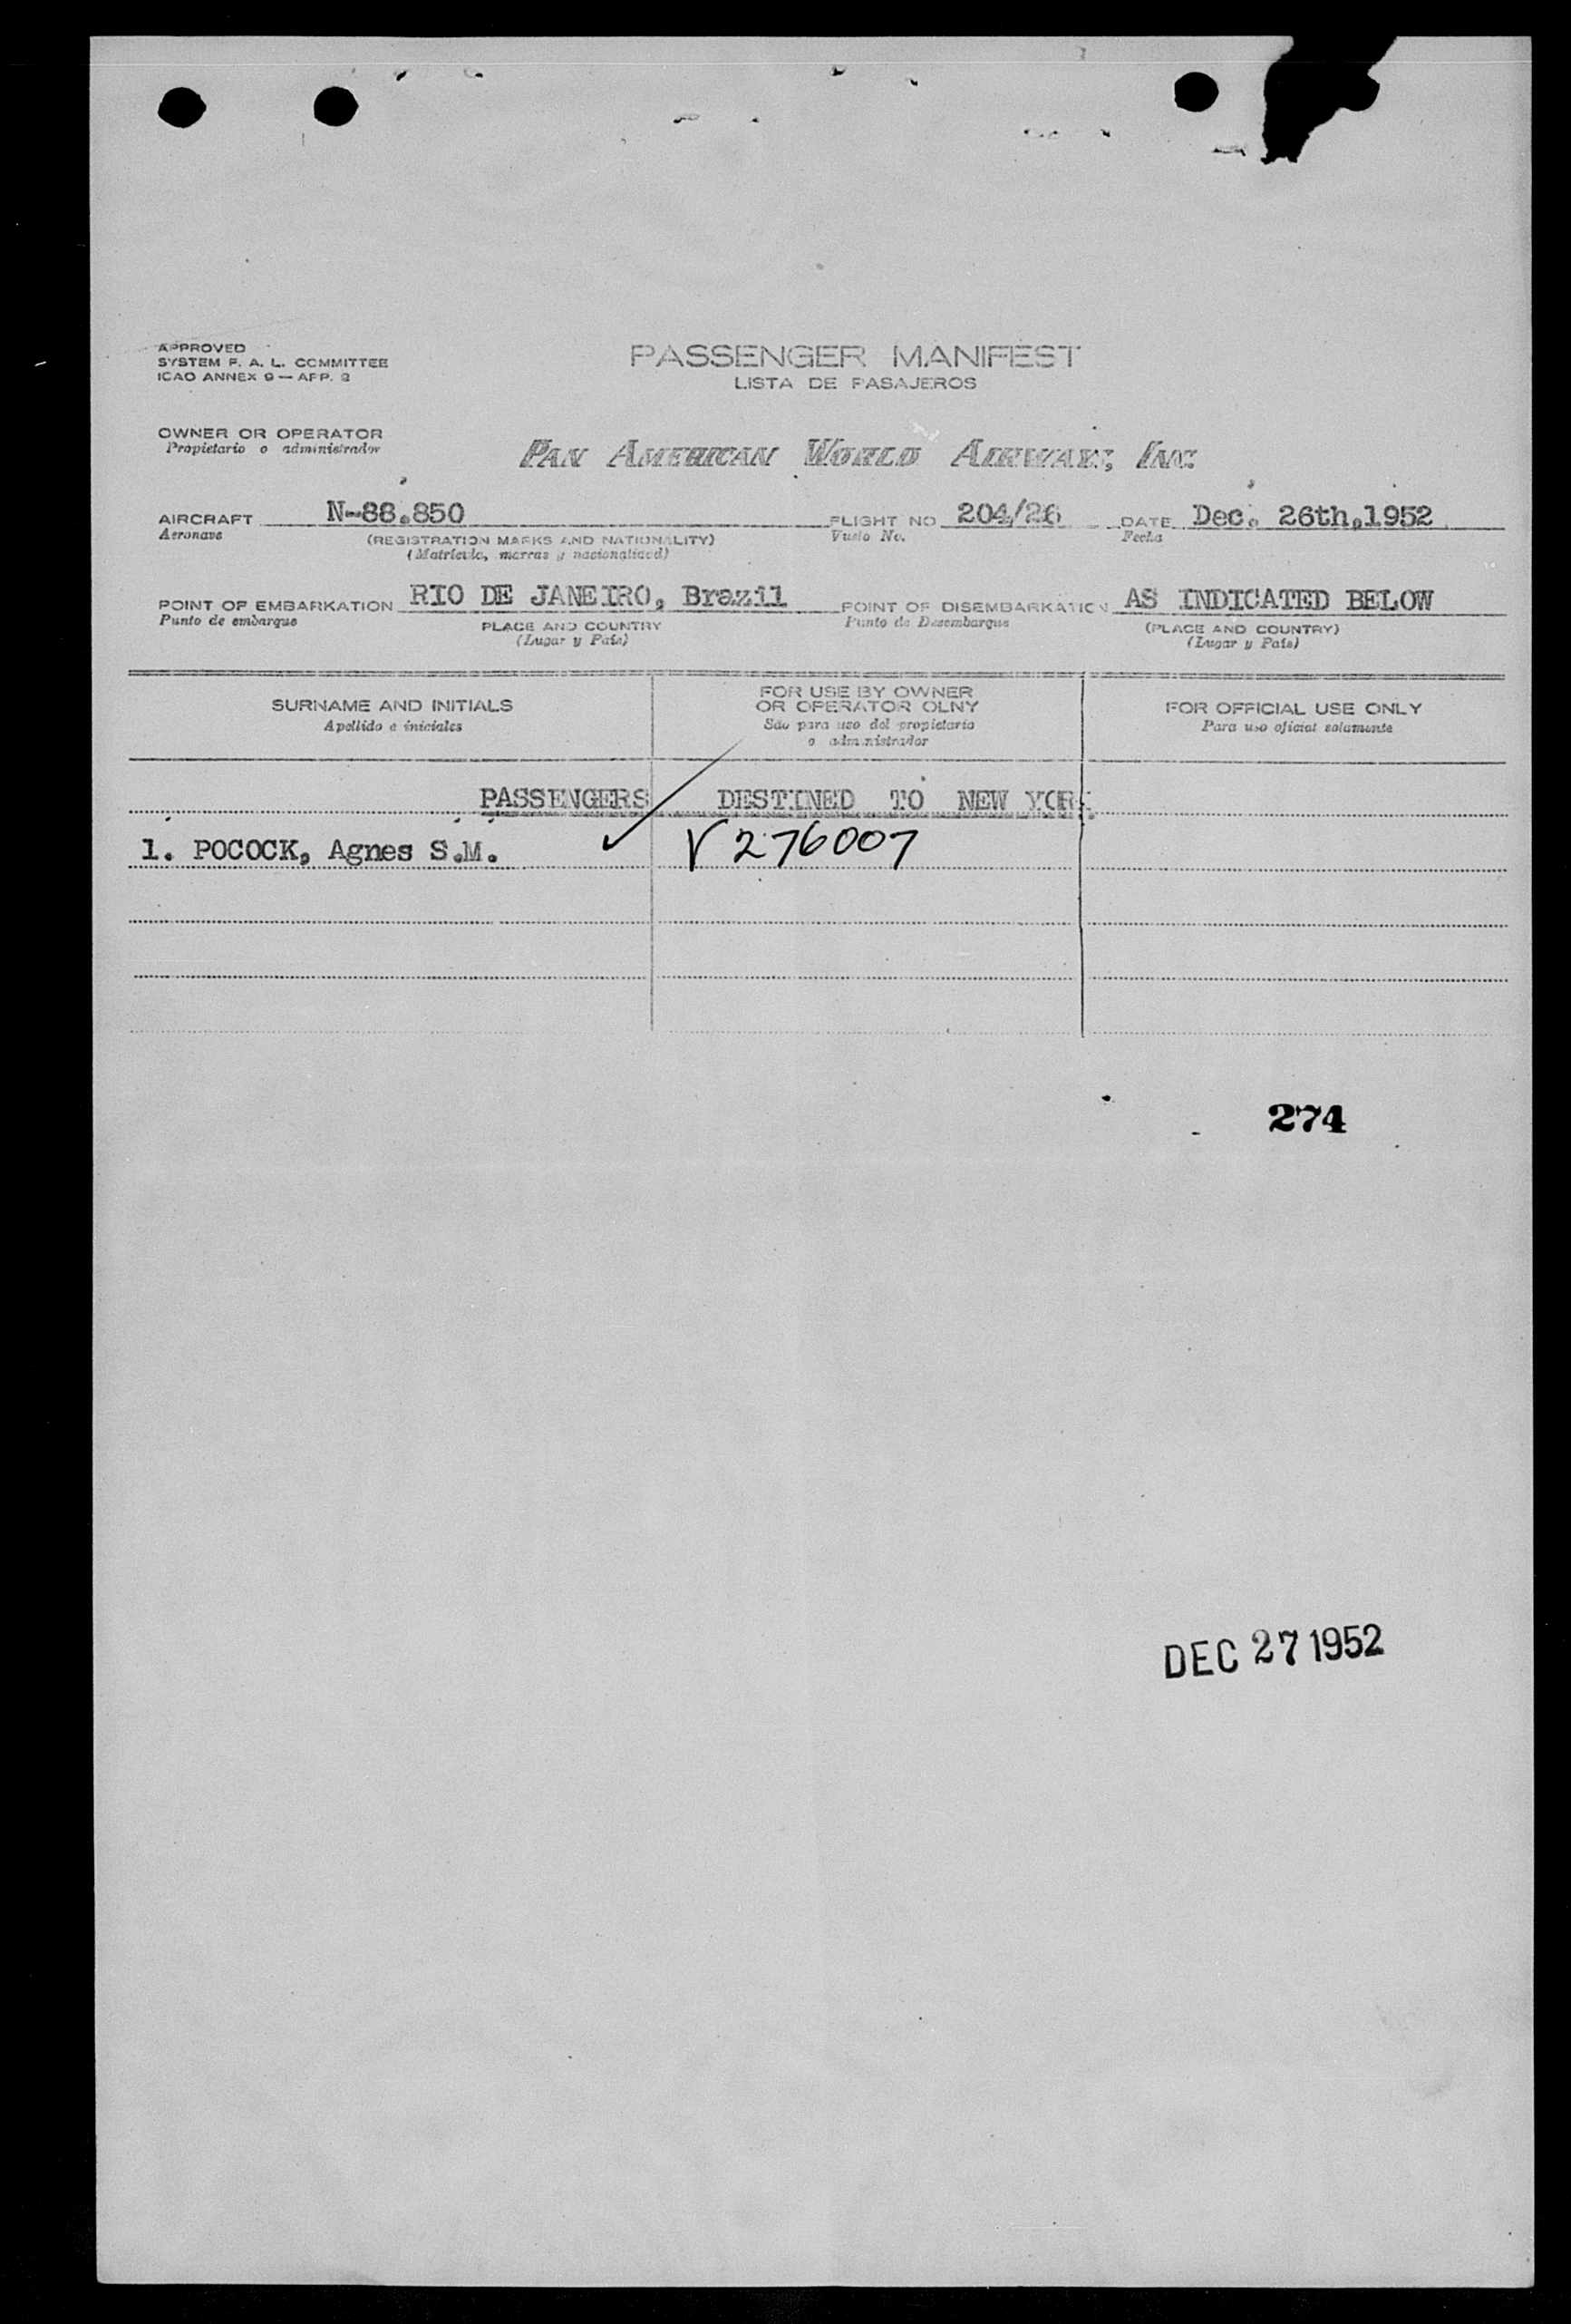 APPROVED
SYSTEM F. A. L. COMMITTEE
ICAO ANNEX 9 — APP. 2
PASSENGER MANIFEST
LISTA DE PASAJEROS
OWNER OR OPERATOR
Propietario o administrador
PAN AMERICAN WORLD AIRWAYS, INC.
AIRCRAFT N-88.850 FLIGHT NO 204/26 DATE Dec. 26th,1952
Aeronave (REGISTRATION MARKS AND NATIONALITY) Vuelo No. Fecha
(Matricula, marcas y nacionalidad)
POINT OF EMBARKATION RIO DE JANEIRO, Brazil POINT OF DISEMBARKATION AS INDICATED BELOW
Punto de embarque PLACE AND COUNTRY Punto de Desembarque (PLACE AND COUNTRY)
(Lugar y País) (Lugar y País)
SURNAME AND INITIALS FOR USE BY OWNER OR OPERATOR OLNY FOR OFFICIAL USE ONLY
Apellido e iniciales para uso del propietario o administrador Para uso oficial solamente
PASSENGERS DESTINED TO NEW YORK
1. POCOCK, Agnes S.M. ✓ V 276007
274
DEC 27 1952